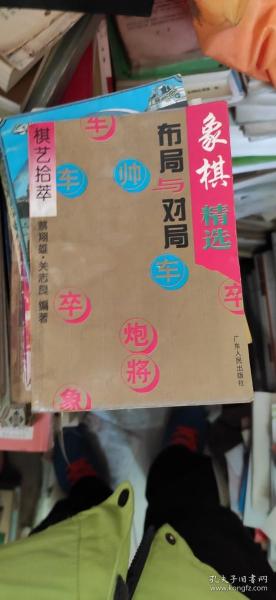 象棋
精选
布局与对局
棋艺拾萃
蔡翔雄·关志良 编著
车
帅
车
车
卒
炮
将
卒
象
广东人民出版社
孔夫子旧书网